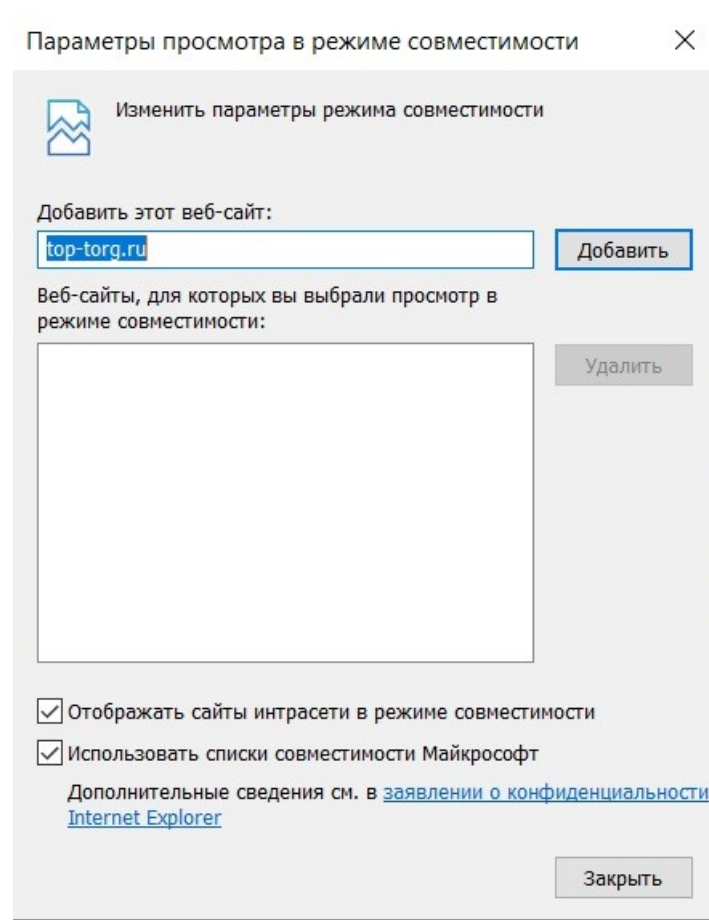 Параметры просмотра в режиме совместимости
Изменить параметры режима совместимости
Добавить этот веб-сайт:
top-torg.ru
Добавить
Веб-сайты, для которых вы выбрали просмотр в
режиме совместимости:
Удалить
Отображать сайты интрасети в режиме совместимости
Использовать списки совместимости Майкрософт
Дополнительные сведения см. в заявлении о конфиденциальности
Internet Explorer
Закрыть